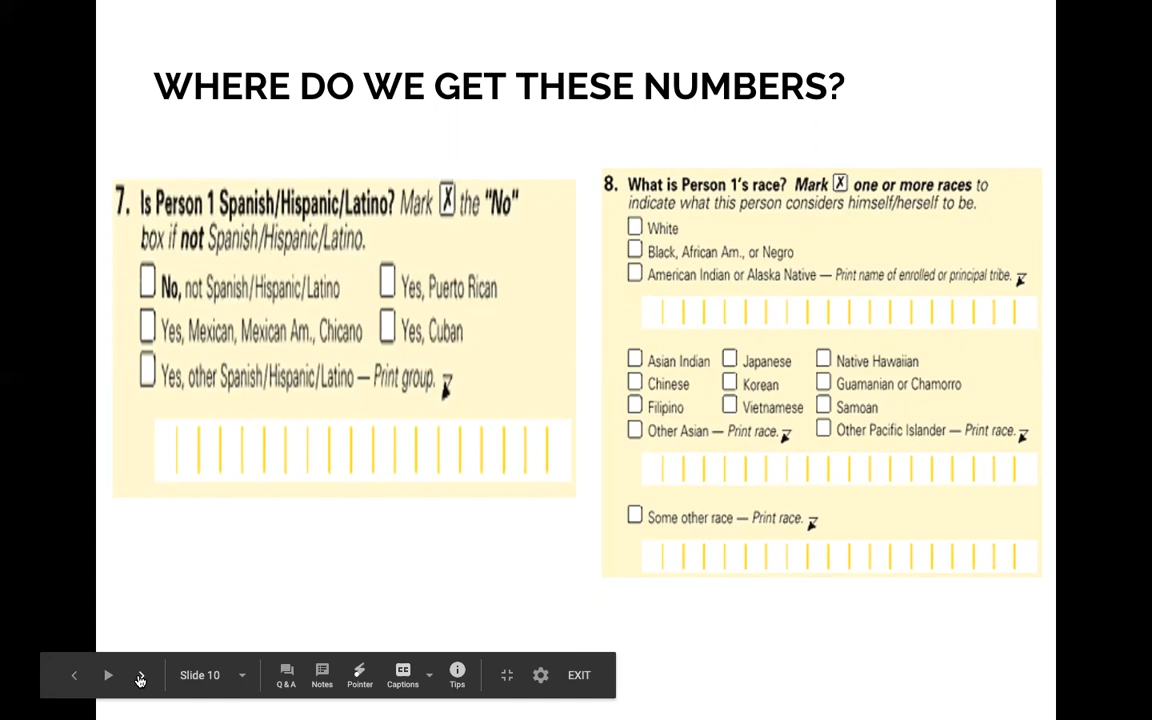 WHERE DO WE GET THESE NUMBERS?
7. Is Person 1 Spanish/Hispanic/Latino? Mark X the "No"
box if not Spanish/Hispanic/Latino.
No, not Spanish/Hispanic/Latino Yes, Puerto Rican
Yes, Mexican, Mexican Am., Chicano Yes, Cuban
Yes, other Spanish/Hispanic/Latino — Print group.
8. What is Person 1's race? Mark X one or more races to
indicate what this person considers himself/herself to be.
White
Black, African Am., or Negro
American Indian or Alaska Native — Print name of enrolled or principal tribe.
Asian Indian Japanese Native Hawaiian
Chinese Korean Guamanian or Chamorro
Filipino Vietnamese Samoan
Other Asian — Print race. Other Pacific Islander — Print race.
Some other race — Print race.
Slide 10 Q & A Notes Pointer CC Captions Tips EXIT